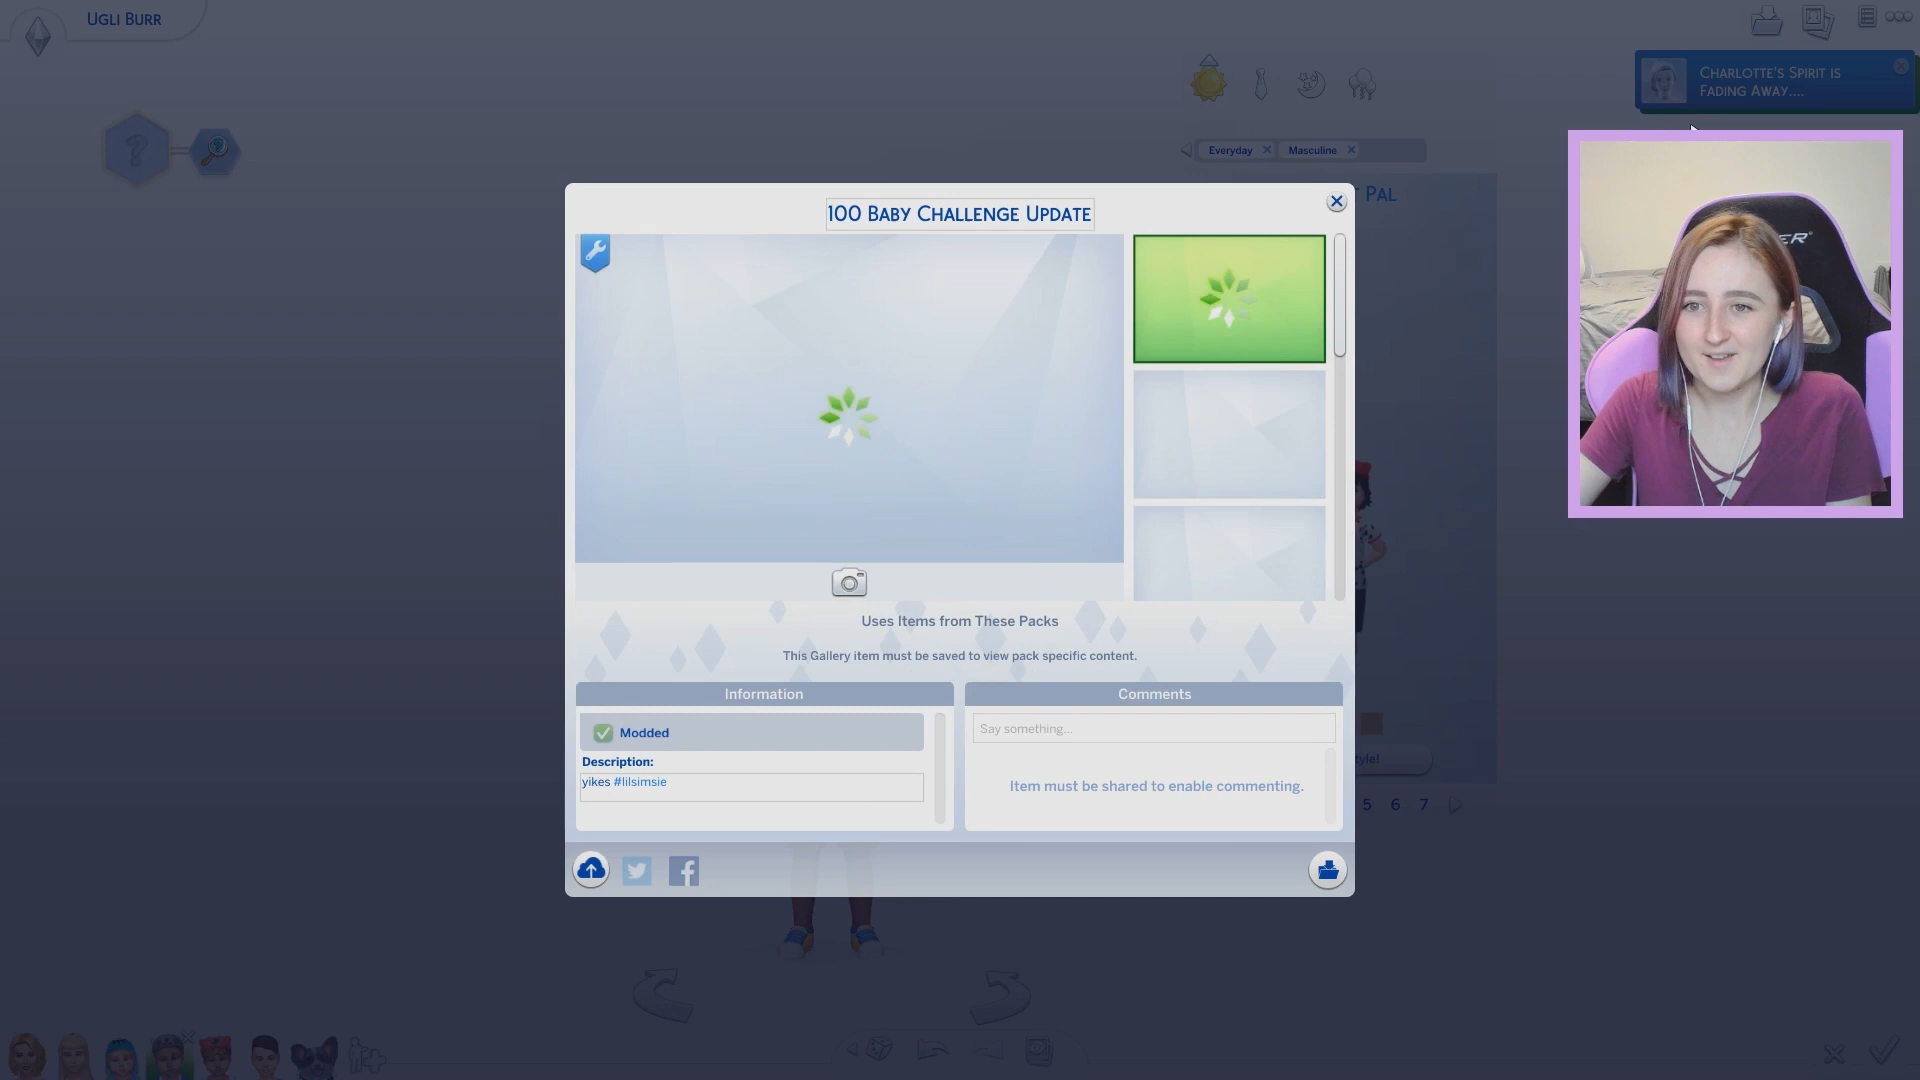 Ugli Burr
Charlotte's Spirit is
Fading Away....
Everyday
Masculine
Pal
100 Baby Challenge Update
Uses Items from These Packs
This Gallery item must be saved to view pack specific content.
Information
Modded
Description:
yikes #lilsimsie
Comments
Say something...
Item must be shared to enable commenting.
5 6 7